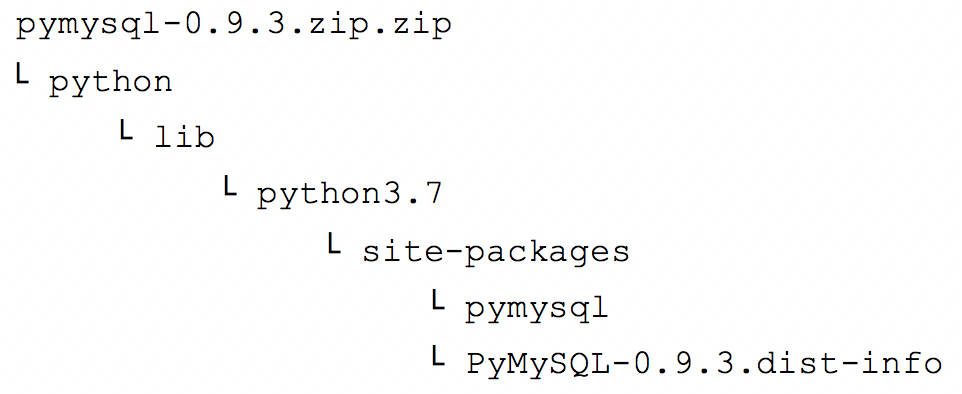 pymysql-0.9.3.zip.zip
└ python
└ lib
└ python3.7
└ site-packages
└ pymysql
└ PyMySQL-0.9.3.dist-info